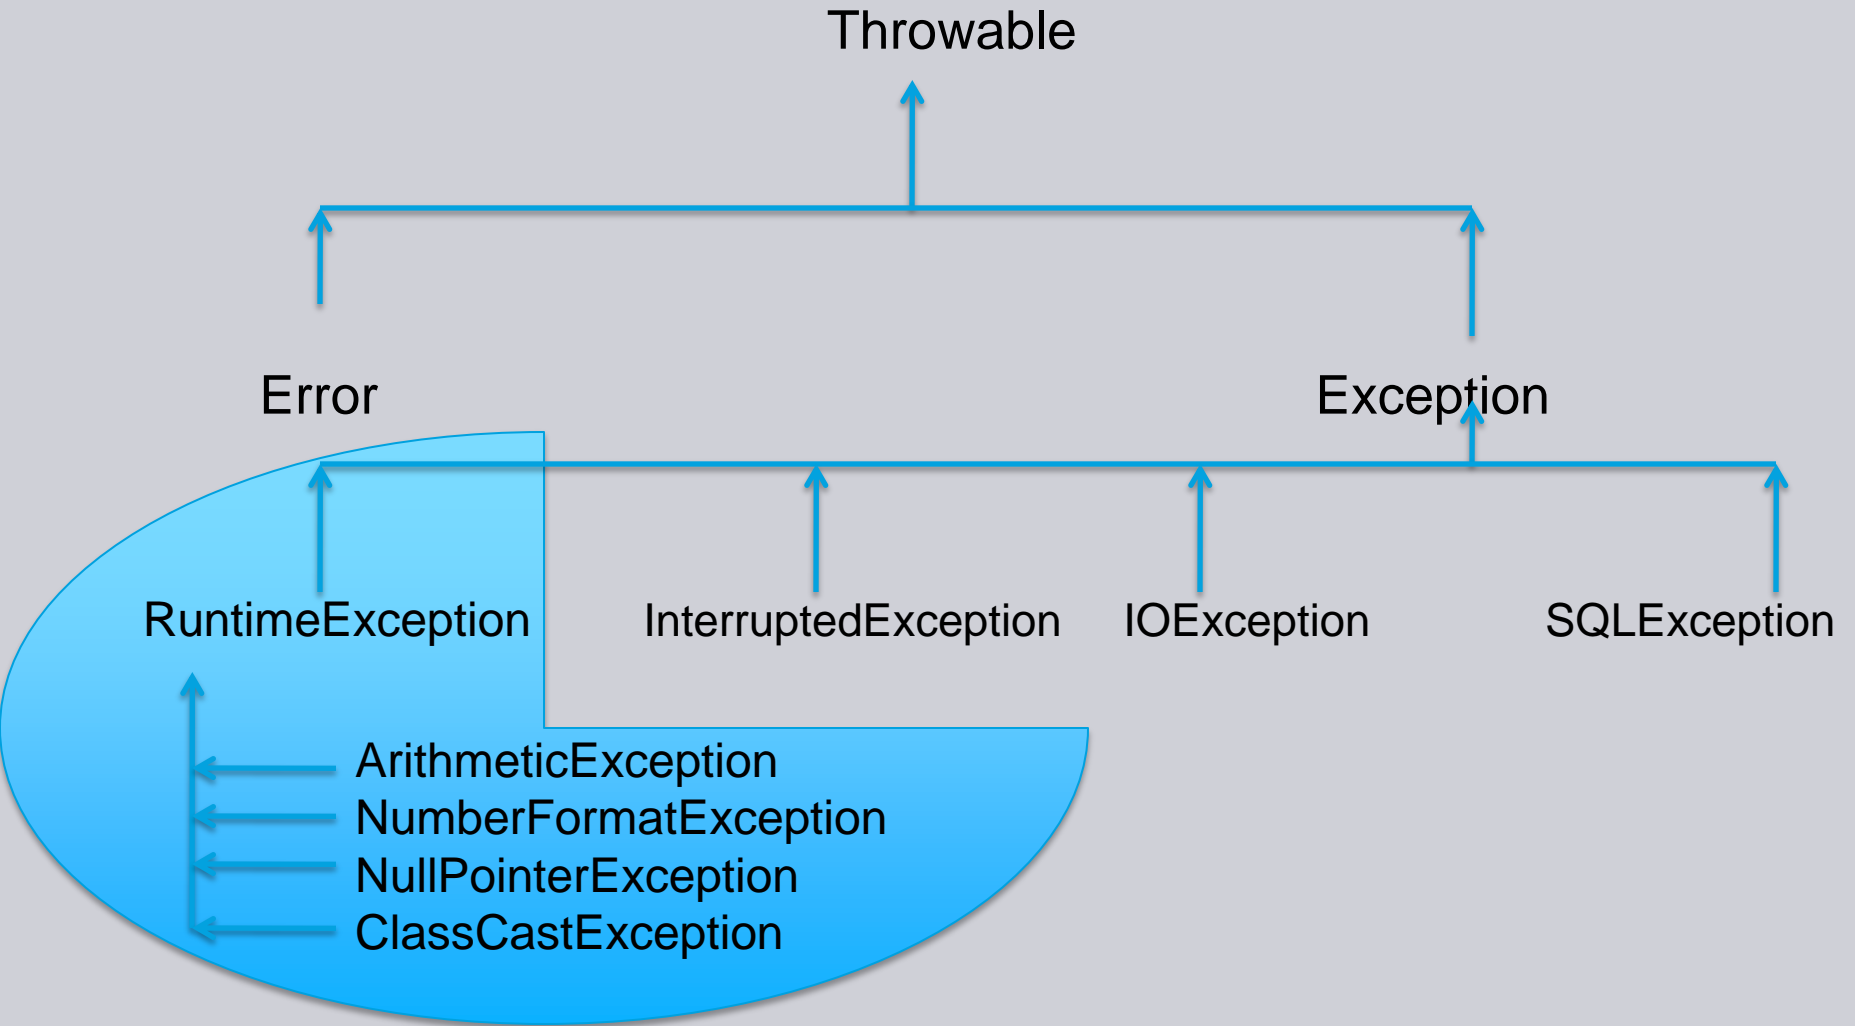 Throwable
Error
Exception
RuntimeException
InterruptedException
IOException
SQLException
ArithmeticException
NumberFormatException
NullPointerException
ClassCastException